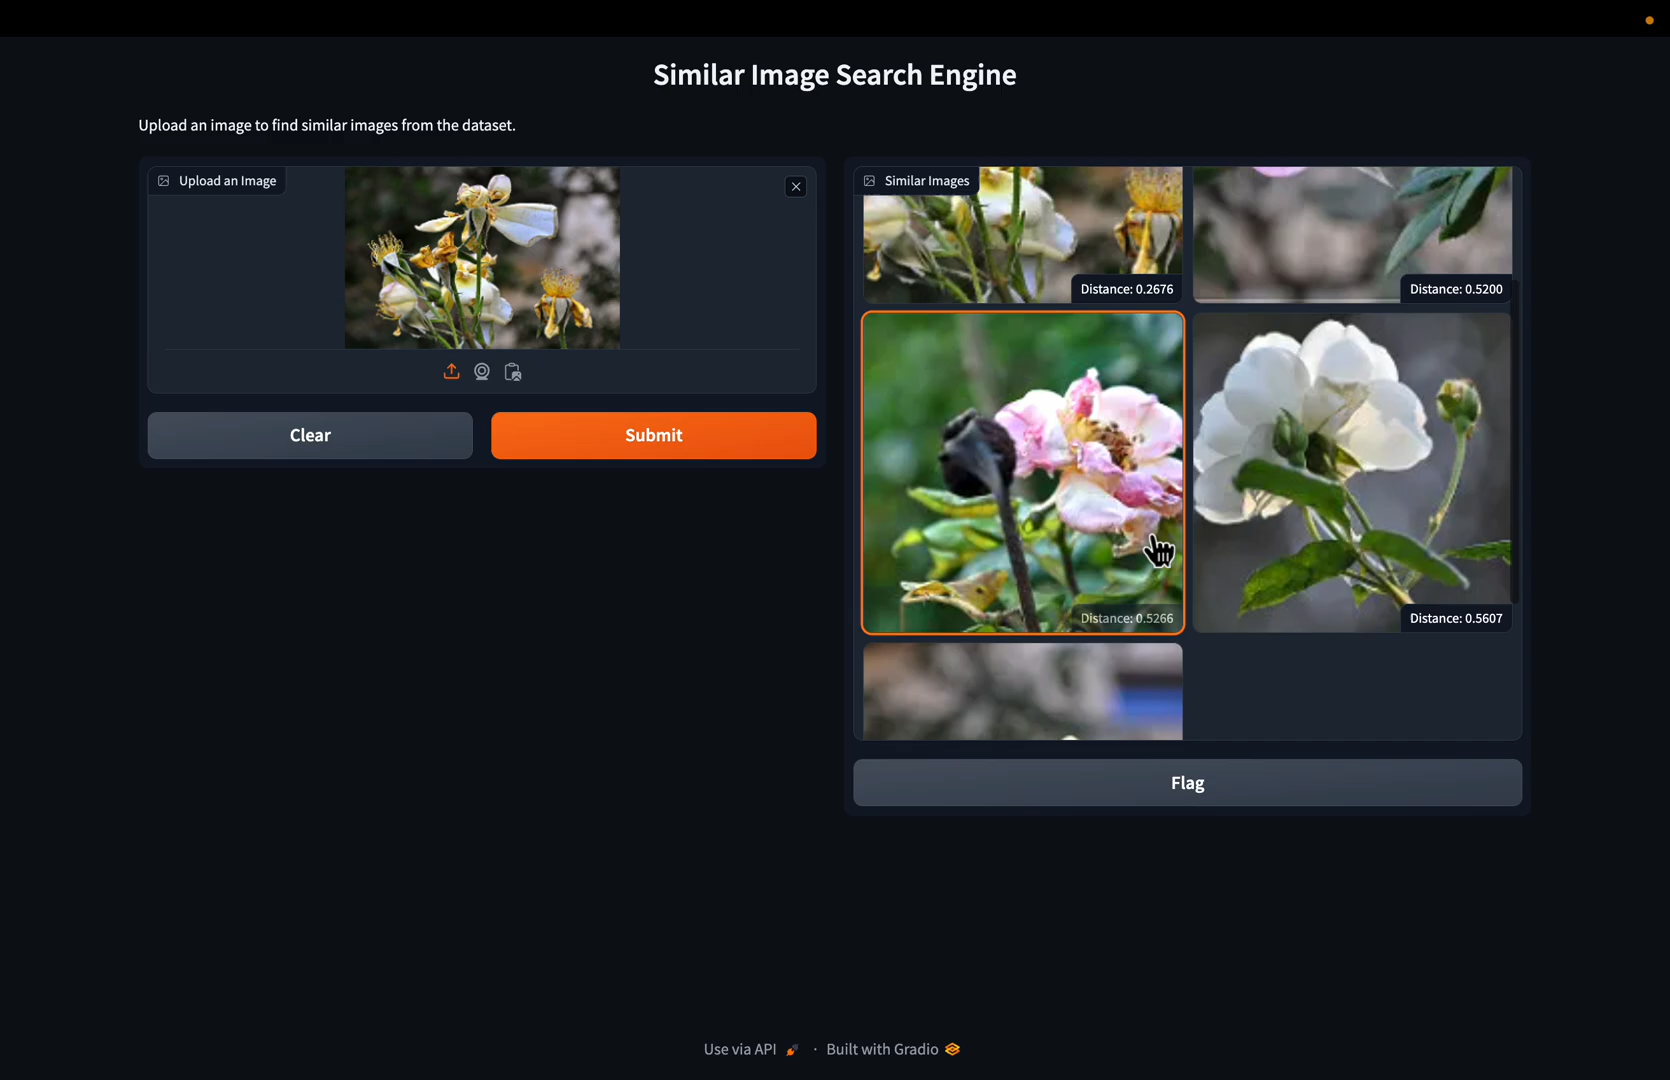 Similar Image Search Engine
Upload an image to find similar images from the dataset.
Upload an Image
Clear
Submit
Similar Images
Distance: 0.2676
Distance: 0.5200
Distance: 0.5266
Distance: 0.5607
Flag
Use via API · Built with Gradio